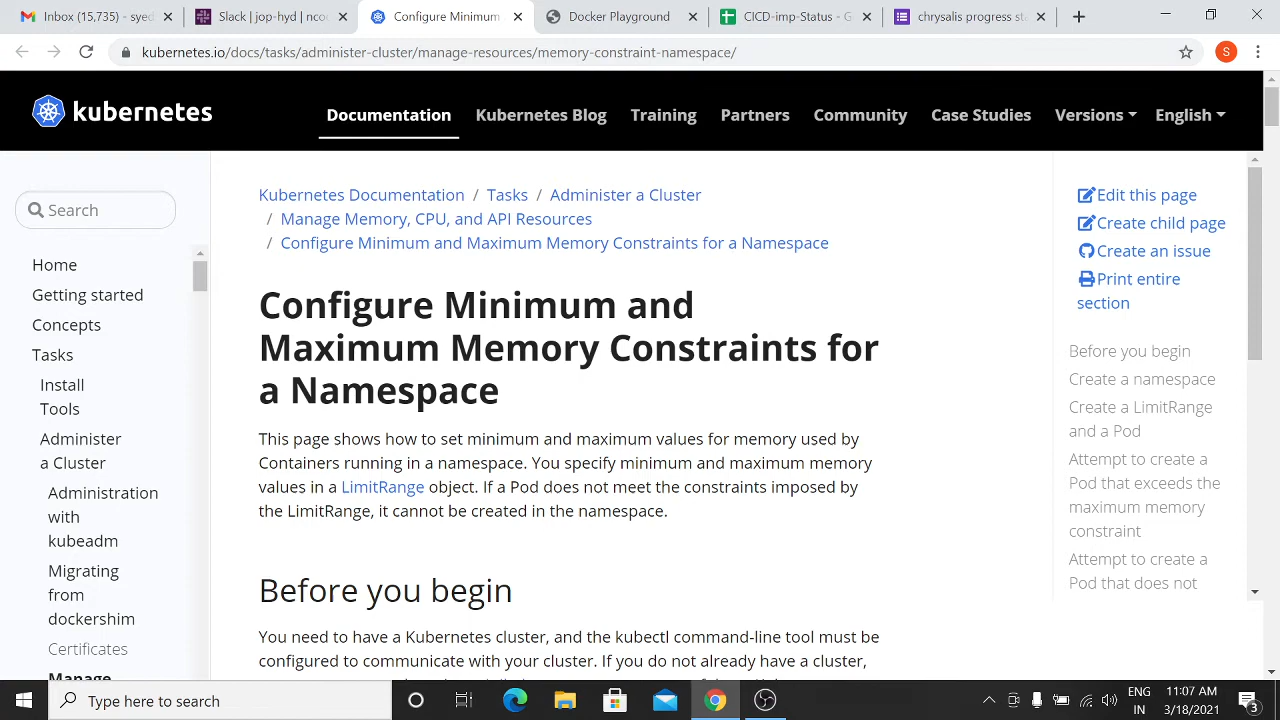 Inbox (15,735) - syed
Slack | jop-hyd | nco
Configure Minimum
Docker Playground
CICD-imp-Status - G
chrysalis progress st
kubernetes.io/docs/tasks/administer-cluster/manage-resources/memory-constraint-namespace/
S
kubernetes
Documentation
Kubernetes Blog
Training
Partners
Community
Case Studies
Versions
English
Search
Home
Getting started
Concepts
Tasks
Install
Tools
Administer
a Cluster
Administration
with
kubeadm
Migrating
from
dockershim
Certificates
Manage
Kubernetes Documentation / Tasks / Administer a Cluster
/ Manage Memory, CPU, and API Resources
/ Configure Minimum and Maximum Memory Constraints for a Namespace
Configure Minimum and
Maximum Memory Constraints for
a Namespace
This page shows how to set minimum and maximum values for memory used by
Containers running in a namespace. You specify minimum and maximum memory
values in a LimitRange object. If a Pod does not meet the constraints imposed by
the LimitRange, it cannot be created in the namespace.
Before you begin
You need to have a Kubernetes cluster, and the kubectl command-line tool must be
configured to communicate with your cluster. If you do not already have a cluster,
Edit this page
Create child page
Create an issue
Print entire
section
Before you begin
Create a namespace
Create a LimitRange
and a Pod
Attempt to create a
Pod that exceeds the
maximum memory
constraint
Attempt to create a
Pod that does not
Type here to search
ENG
IN
11:07 AM
3/18/2021
3